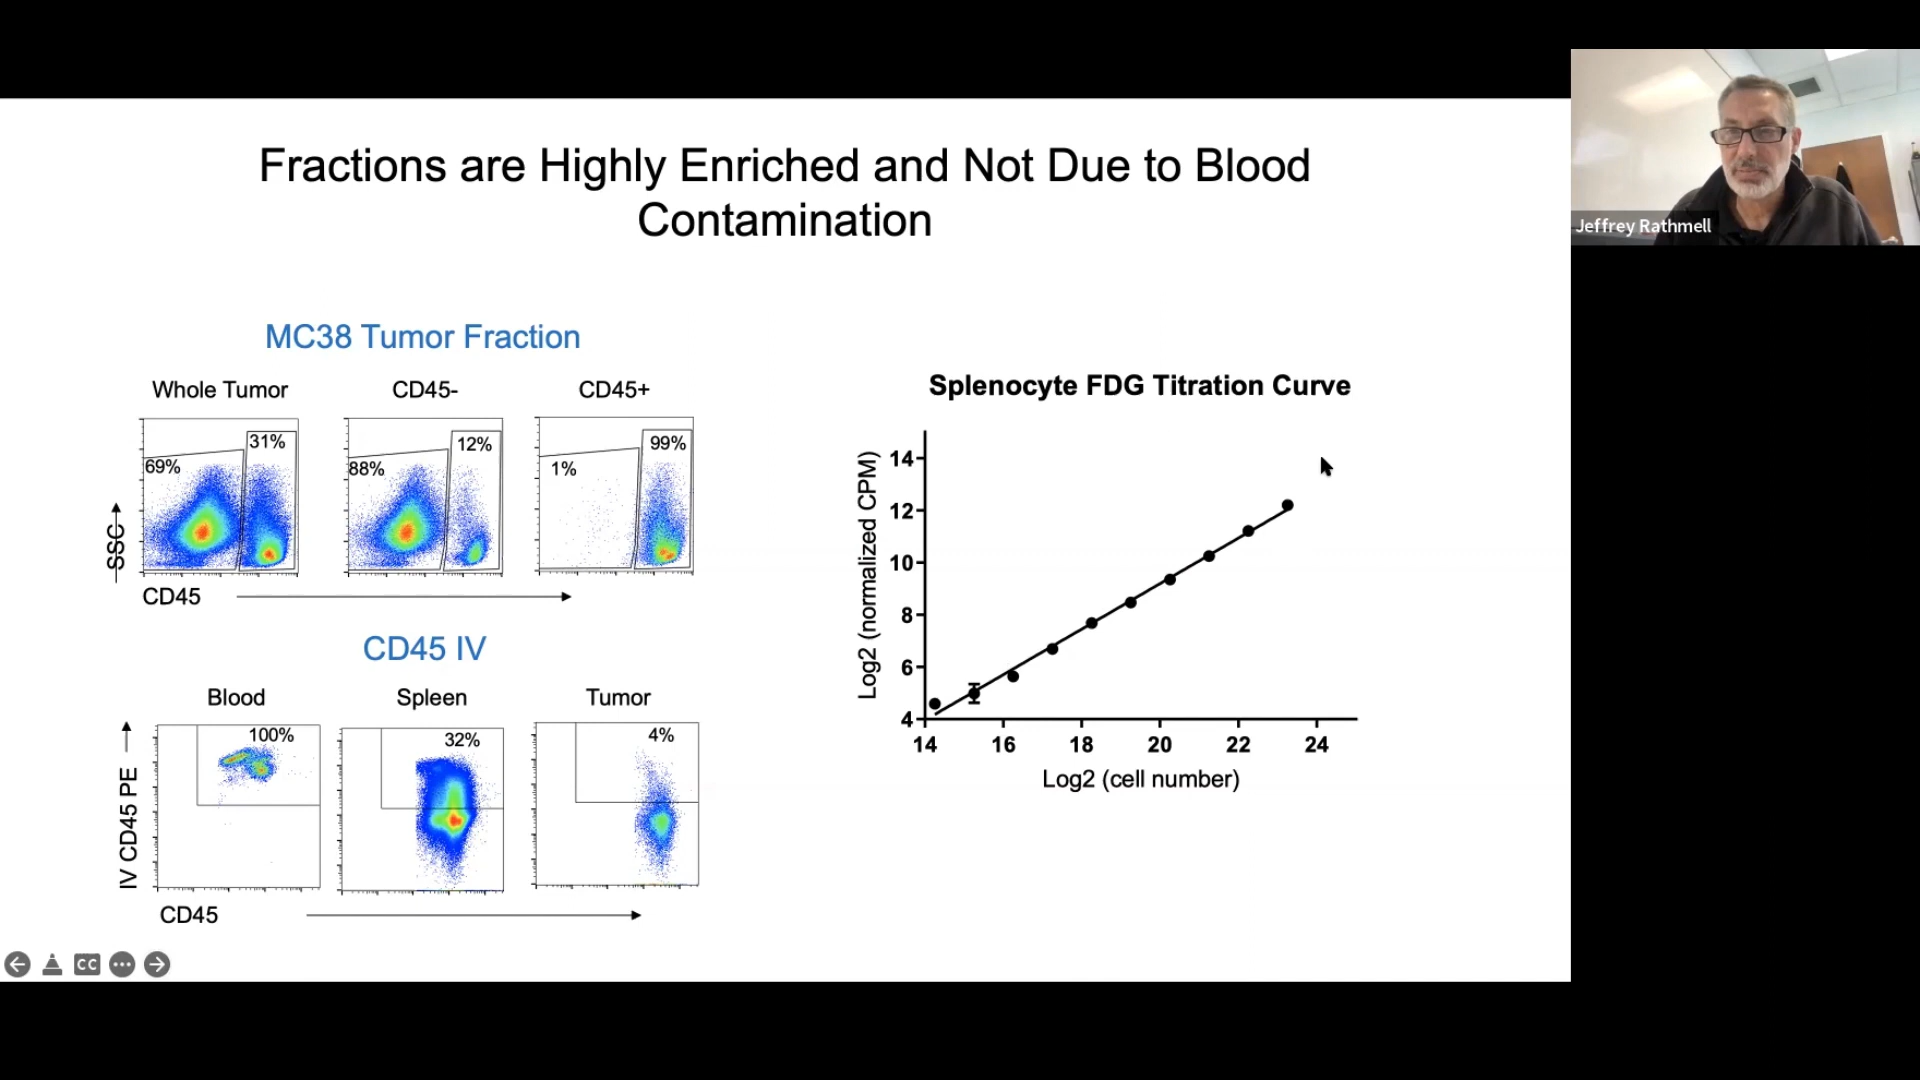 Fractions are Highly Enriched and Not Due to Blood
Contamination
Jeffrey Rathmell
MC38 Tumor Fraction
Whole Tumor
CD45-
CD45+
69%
31%
88%
12%
1%
99%
SSC
CD45
CD45 IV
Blood
Spleen
Tumor
100%
32%
4%
IV CD45 PE
CD45
Splenocyte FDG Titration Curve
Log2 (normalized CPM)
14
12
10
8
6
4
14 16 18 20 22 24
Log2 (cell number)
CC